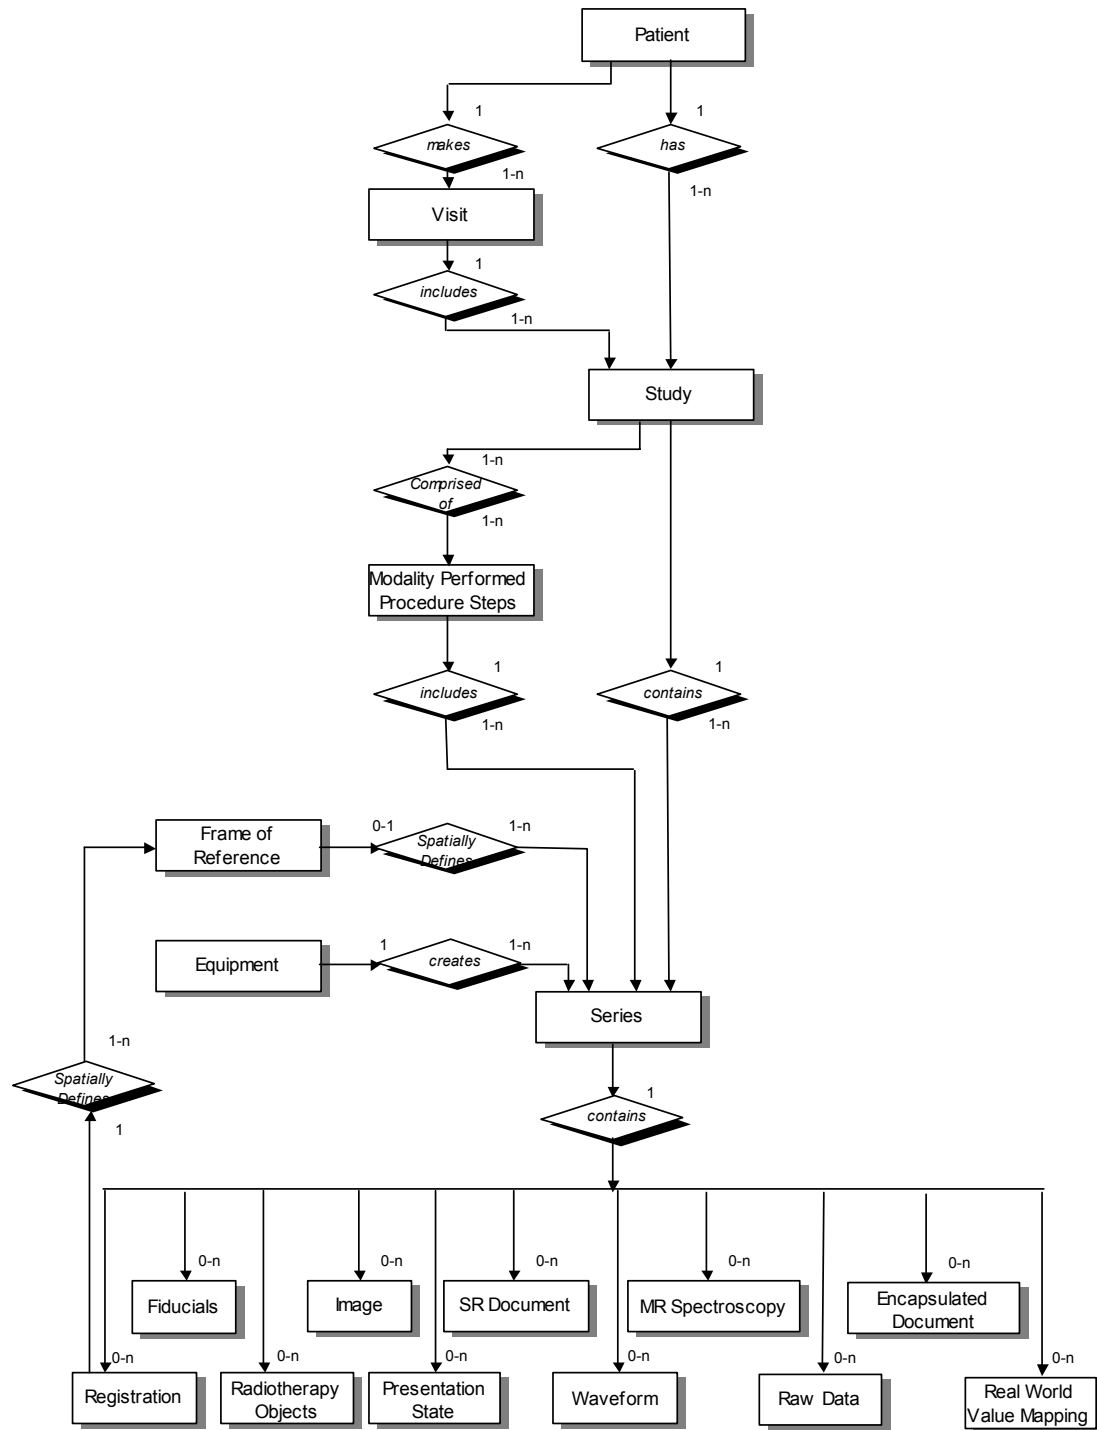 Patient
1
1
makes
has
1-n
1-n
Visit
1
includes
1-n
Study
1-n
Comprised
of
1-n
Modality Performed
Procedure Steps
1
1
includes
contains
1-n
1-n
0-1
1-n
Frame of
Reference
Spatially
Defines
1
1-n
Equipment
creates
Series
1-n
Spatially
Defines
1
1
contains
0-n
0-n
0-n
0-n
0-n
Fiducials
Image
SR Document
MR Spectroscopy
Encapsulated
Document
0-n
0-n
0-n
0-n
0-n
0-n
Registration
Radiotherapy
Objects
Presentation
State
Waveform
Raw Data
Real World
Value Mapping